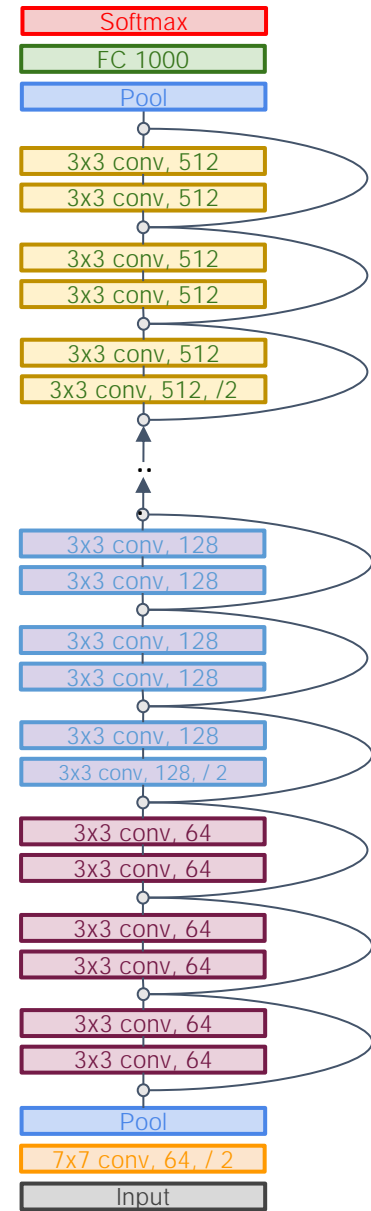 Softmax
FC 1000
Pool
3x3 conv, 512
3x3 conv, 512
3x3 conv, 512
3x3 conv, 512
3x3 conv, 512
3x3 conv, 512, /2
..
.
3x3 conv, 128
3x3 conv, 128
3x3 conv, 128
3x3 conv, 128
3x3 conv, 128
3x3 conv, 128, / 2
3x3 conv, 64
3x3 conv, 64
3x3 conv, 64
3x3 conv, 64
3x3 conv, 64
3x3 conv, 64
Pool
7x7 conv, 64, / 2
Input